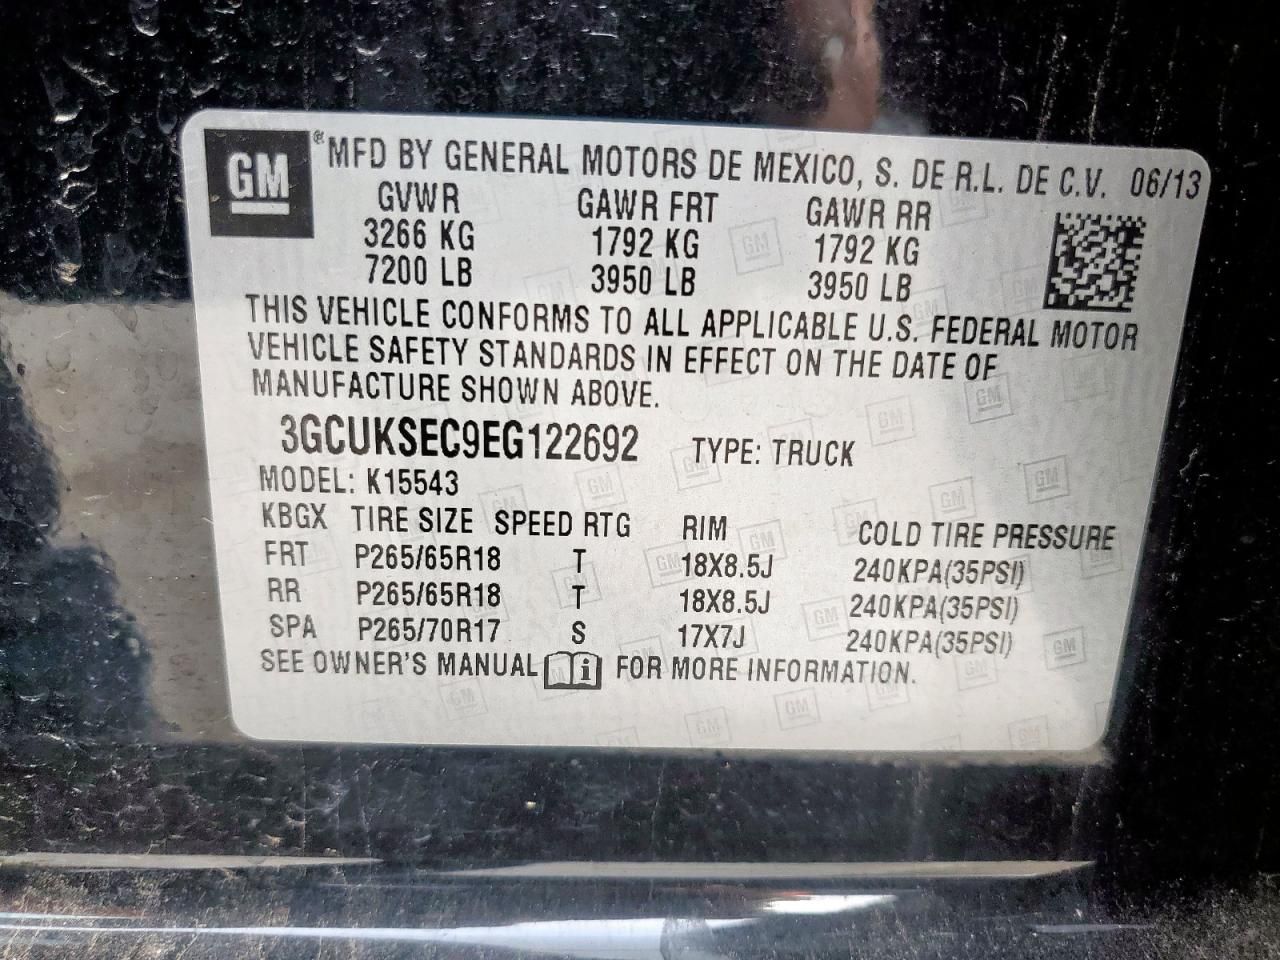 GM ® MFD BY GENERAL MOTORS DE MEXICO, S. DE R.L. DE C.V. 06/13
GVWR GAWR FRT GAWR RR
3266 KG 1792 KG 1792 KG
7200 LB 3950 LB 3950 LB
THIS VEHICLE CONFORMS TO ALL APPLICABLE U.S. FEDERAL MOTOR
VEHICLE SAFETY STANDARDS IN EFFECT ON THE DATE OF
MANUFACTURE SHOWN ABOVE.
3GCUKSEC9EG122692 TYPE: TRUCK
MODEL: K15543
KBGX TIRE SIZE SPEED RTG RIM COLD TIRE PRESSURE
FRT P265/65R18 T 18X8.5J 240KPA(35PSI)
RR P265/65R18 T 18X8.5J 240KPA(35PSI)
SPA P265/70R17 S 17X7J 240KPA(35PSI)
SEE OWNER'S MANUAL i FOR MORE INFORMATION.